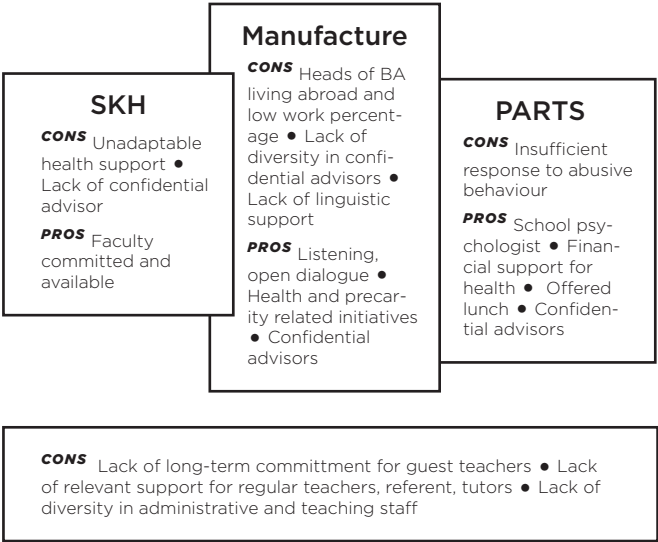 SKH
CONS Unadaptable
health support ●
Lack of confidential
advisor
PROS Faculty
committed and
available
Manufacture
CONS Heads of BA
living abroad and
low work percent-
age ● Lack of
diversity in confi-
dential advisors ●
Lack of linguistic
support
PROS Listening,
open dialogue ●
Health and precar-
ity related initiatives
● Confidential
advisors
PARTS
CONS Insufficient
response to abusive
behaviour
PROS School psy-
chologist ● Finan-
cial support for
health ● Offered
lunch ● Confiden-
tial advisors
CONS Lack of long-term committment for guest teachers ● Lack
of relevant support for regular teachers, referent, tutors ● Lack of
diversity in administrative and teaching staff